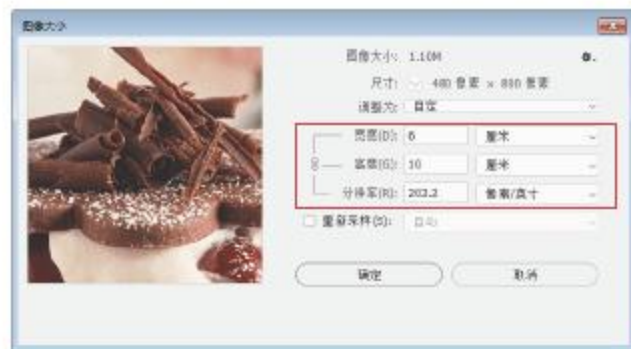 图像大小
图像大小: 1.10M
尺寸: 480 像素 × 800 像素
调整为: 自定
宽度(D): 6 厘米
高度(G): 10 厘米
分辨率(R): 203.2 像素/英寸
重新采样(S): 自动
确定 取消